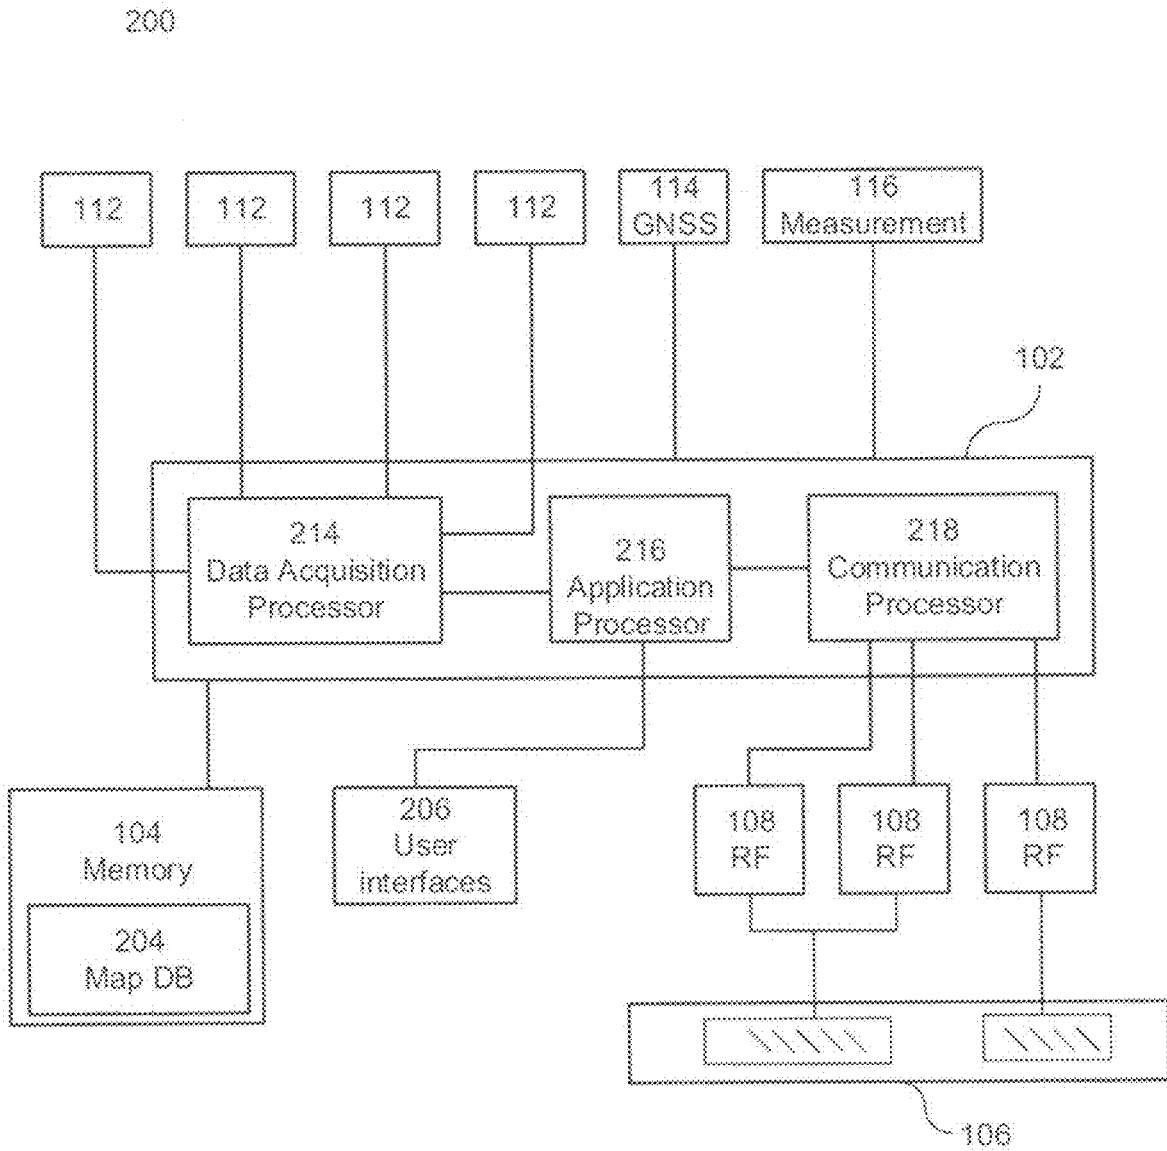 200
112
112
112
112
114
GNSS
116
Measurement
102
214
Data Acquisition
Processor
216
Application
Processor
218
Communication
Processor
104
Memory
204
Map DB
206
User
interfaces
108
RF
108
RF
108
RF
106